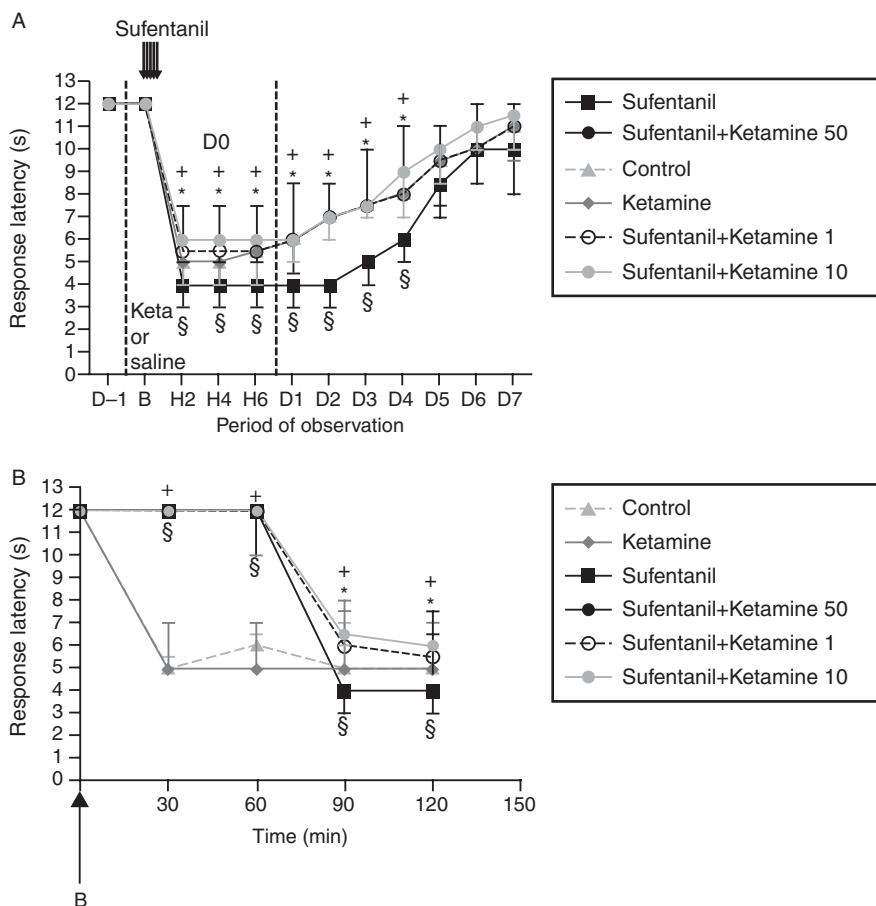 A
Sufentanil
Response latency (s)
13
12
11
10
9
8
7
6
5
4
3
2
1
0
D0
+ + + + + + +
* * * * * * *
§ § § § § § §
Keta
or
saline
D–1 B H2 H4 H6 D1 D2 D3 D4 D5 D6 D7
Period of observation
Sufentanil
Sufentanil+Ketamine 50
Control
Ketamine
Sufentanil+Ketamine 1
Sufentanil+Ketamine 10
B
Response latency (s)
13
12
11
10
9
8
7
6
5
4
3
2
1
0
+ + + +
* *
§ § § §
30 60 90 120 150
Time (min)
B
Control
Ketamine
Sufentanil
Sufentanil+Ketamine 50
Sufentanil+Ketamine 1
Sufentanil+Ketamine 10